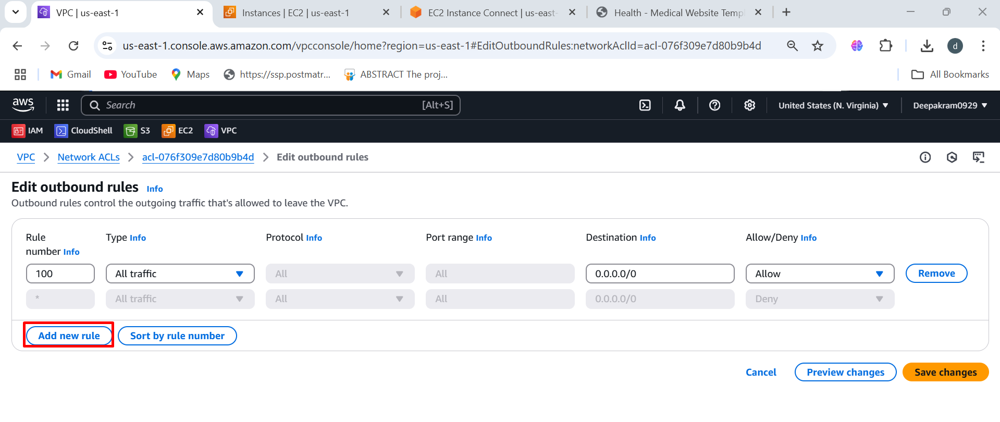 VPC | us-east-1
Instances | EC2 | us-east-1
EC2 Instance Connect | us-east-
Health - Medical Website Temp
us-east-1.console.aws.amazon.com/vpcconsole/home?region=us-east-1#EditOutboundRules:networkAclId=acl-076f309e7d80b9b4d
d
Gmail
YouTube
Maps
https://ssp.postmatr...
ABSTRACT The proj...
All Bookmarks
aws
Search
[Alt+S]
United States (N. Virginia)
Deepakram0929
IAM
CloudShell
S3
EC2
VPC
VPC
Network ACLs
acl-076f309e7d80b9b4d
Edit outbound rules
Edit outbound rules Info
Outbound rules control the outgoing traffic that's allowed to leave the VPC.
Rule
number Info
Type Info
Protocol Info
Port range Info
Destination Info
Allow/Deny Info
100
All traffic
All
All
0.0.0.0/0
Allow
Remove
*
All traffic
All
All
0.0.0.0/0
Deny
Add new rule
Sort by rule number
Cancel
Preview changes
Save changes